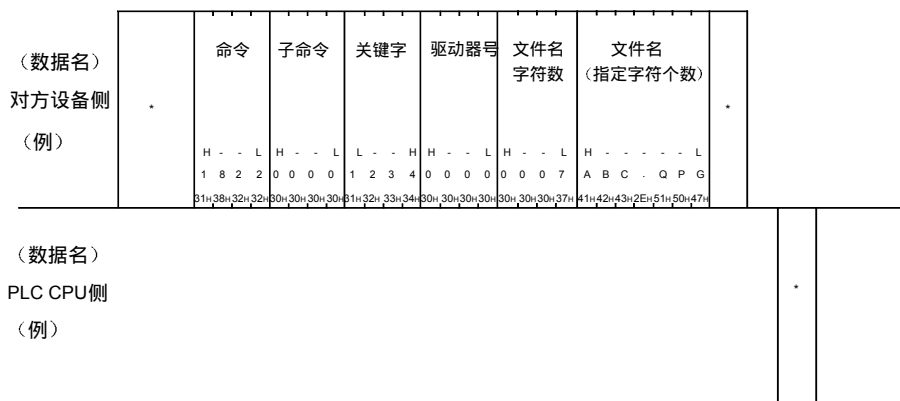 命令 子命令 关键字 驱动器号 文件名 文件名
字符数 （指定字符个数）
（数据名）
对方设备侧
（例）
* *
H - - L H - - L L - - H H - - L H - - L H - - - - - - L
1 8 2 2 0 0 0 0 1 2 3 4 0 0 0 0 0 0 0 7 A B C . Q P G
31H 38H 32H 32H 30H 30H 30H 30H 31H 32H 33H 34H 30H 30H 30H 30H 30H 30H 30H 37H 41H 42H 43H 2EH 51H 50H 47H
（数据名）
PLC CPU侧
（例）
*